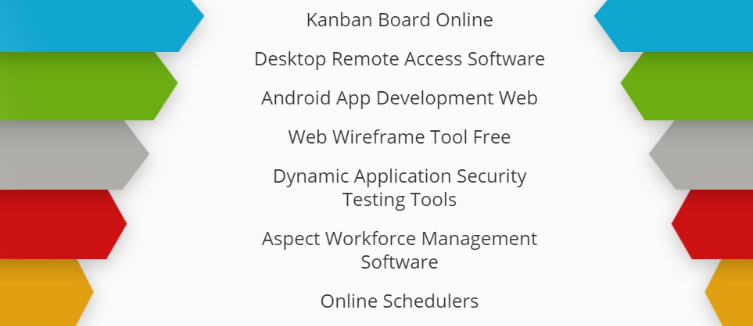 Kanban Board Online
Desktop Remote Access Software
Android App Development Web
Web Wireframe Tool Free
Dynamic Application Security
Testing Tools
Aspect Workforce Management
Software
Online Schedulers